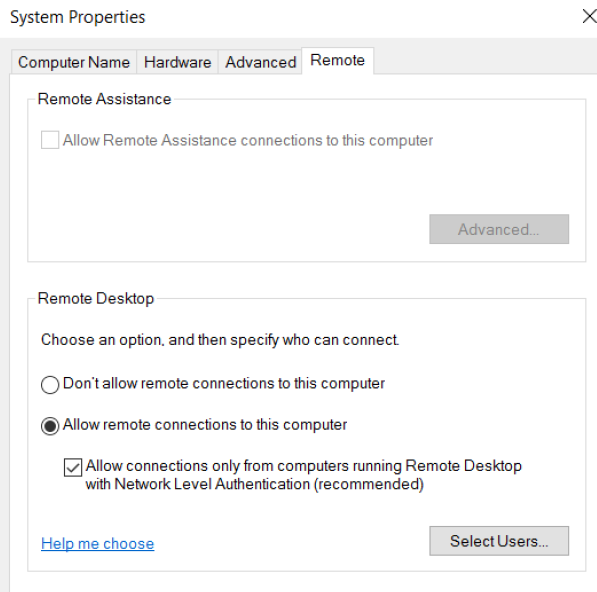 System Properties
Computer Name Hardware Advanced Remote
Remote Assistance
Allow Remote Assistance connections to this computer
Advanced...
Remote Desktop
Choose an option, and then specify who can connect.
Don't allow remote connections to this computer
Allow remote connections to this computer
Allow connections only from computers running Remote Desktop
with Network Level Authentication (recommended)
Help me choose
Select Users...